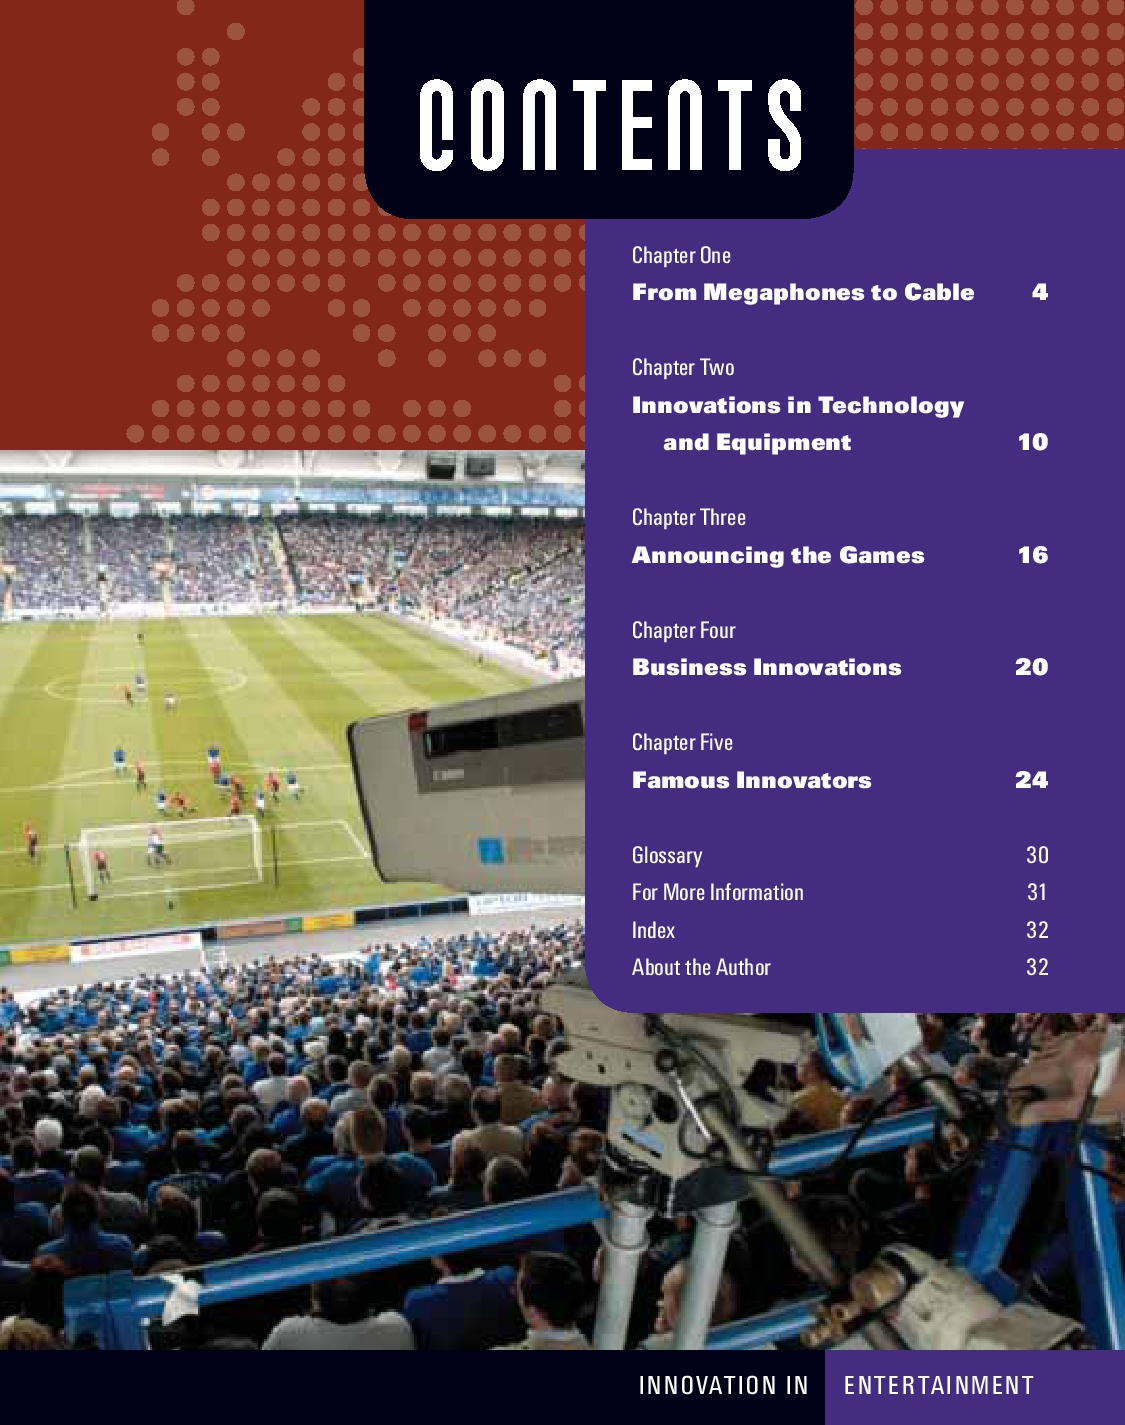 CONTENTS
Chapter One
From Megaphones to Cable 4
Chapter Two
Innovations in Technology
and Equipment 10
Chapter Three
Announcing the Games 16
Chapter Four
Business Innovations 20
Chapter Five
Famous Innovators 24
Glossary 30
For More Information 31
Index 32
About the Author 32
INNOVATION IN ENTERTAINMENT